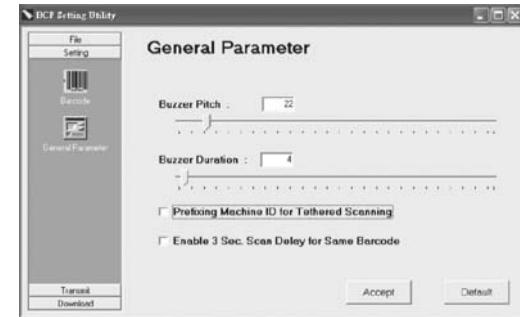 DCP Setting Utility
File
Setting
Barcode
General Parameter
Transmit
Download
General Parameter
Buzzer Pitch : 22
Buzzer Duration : 4
Prefixing Machine ID for Tethered Scanning
Enable 3 Sec. Scan Delay for Same Barcode
Accept
Default